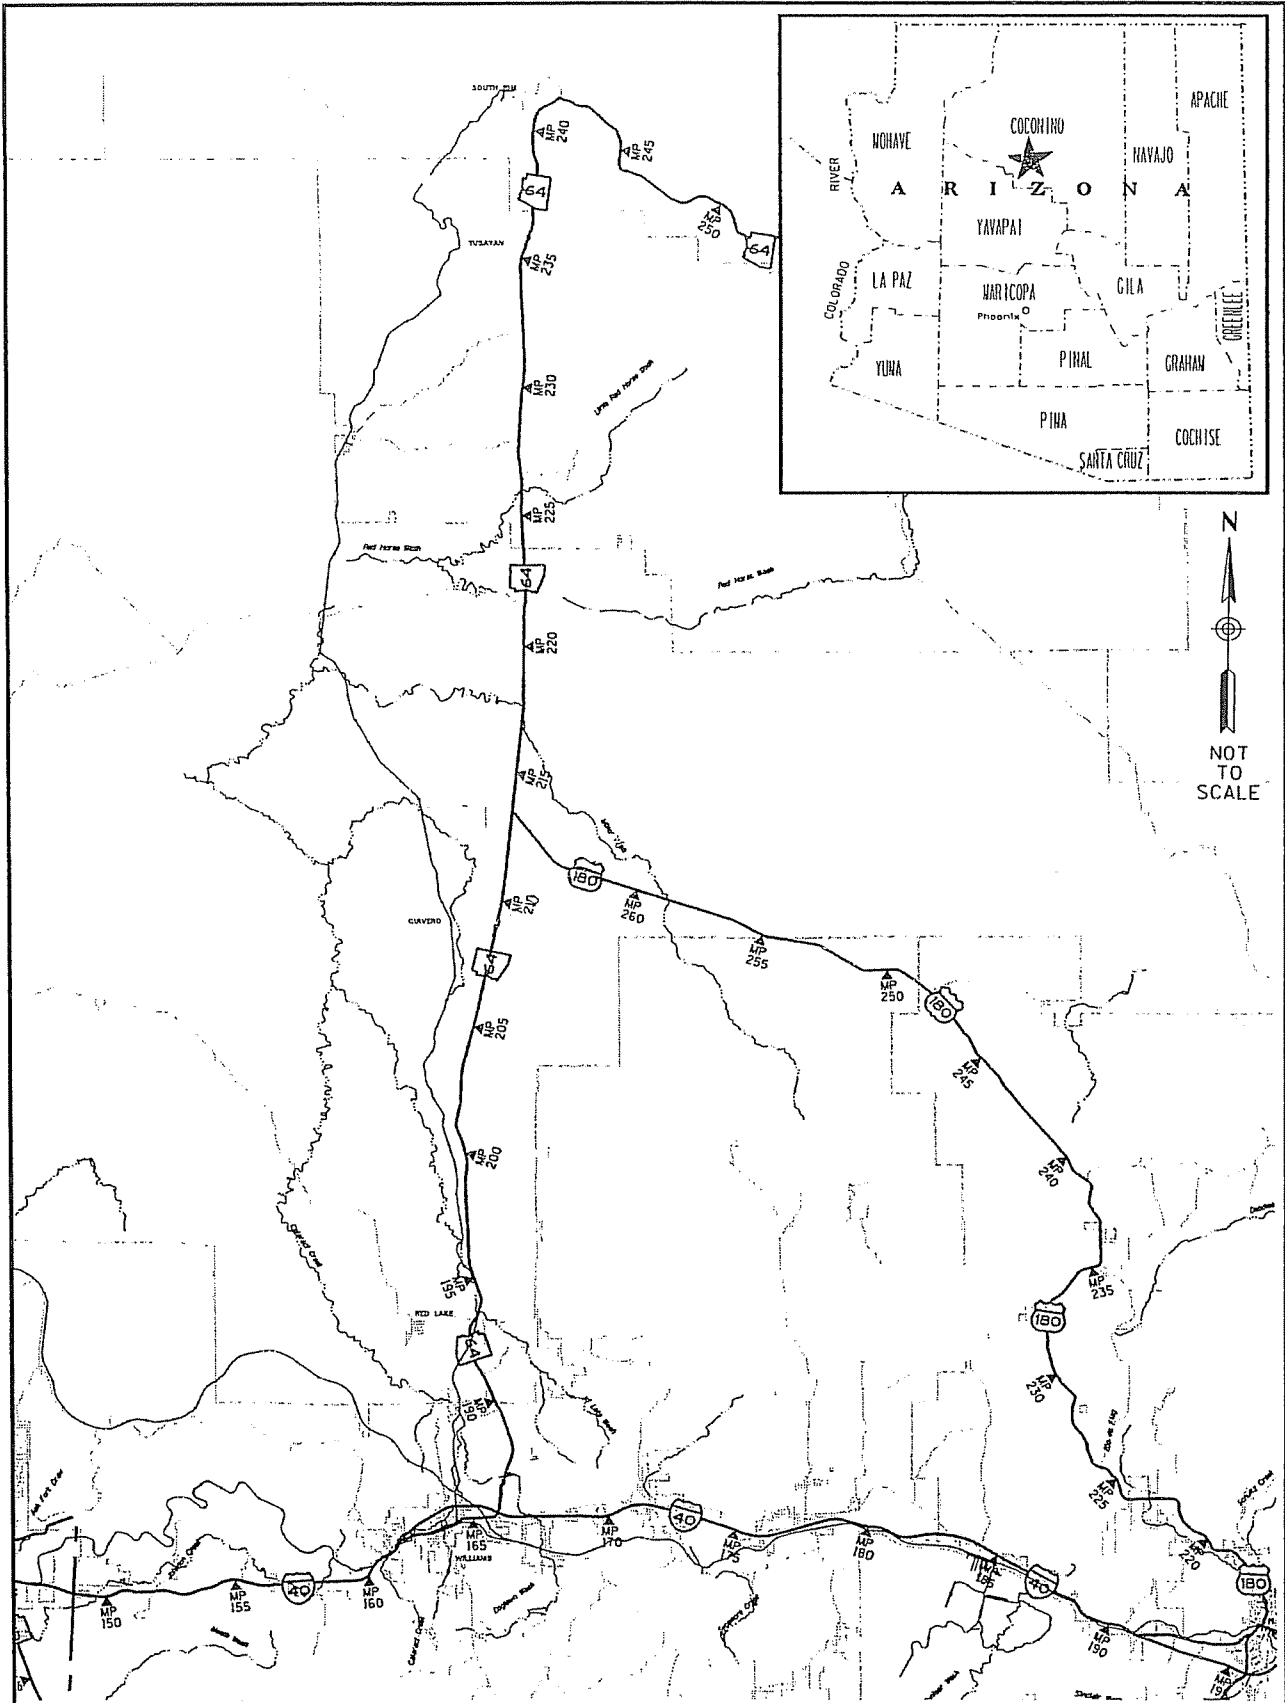 SOUTH RIM
MP 240
MP 245
64
MP 250
64
TUSAYAN
MP 235
MP 230
Little Red Horse Wash
MP 225
Red Horse Wash
64
Red Horse Wash
MP 220
MP 215
180
MP 260
MP 210
QUIVERO
64
MP 255
MP 250
180
MP 205
MP 245
MP 200
MP 240
MP 195
MP 235
RED LAKE
180
64
MP 230
MP 190
MP 225
MP 220
180
40
MP 165
MP 170
MP 175
MP 180
WILLIAMS
MP 185
40
MP 150
MP 155
40
MP 160
MP 190
APACHE
COCONINO
MOHAVE
NAVAJO
RIVER
ARIZONA
YAVAPAI
COLORADO
LA PAZ
MARICOPA
GILA
GREENLEE
Phoenix
YUMA
PINAL
GRAHAM
PIMA
COCHISE
SANTA CRUZ
N
NOT
TO
SCALE